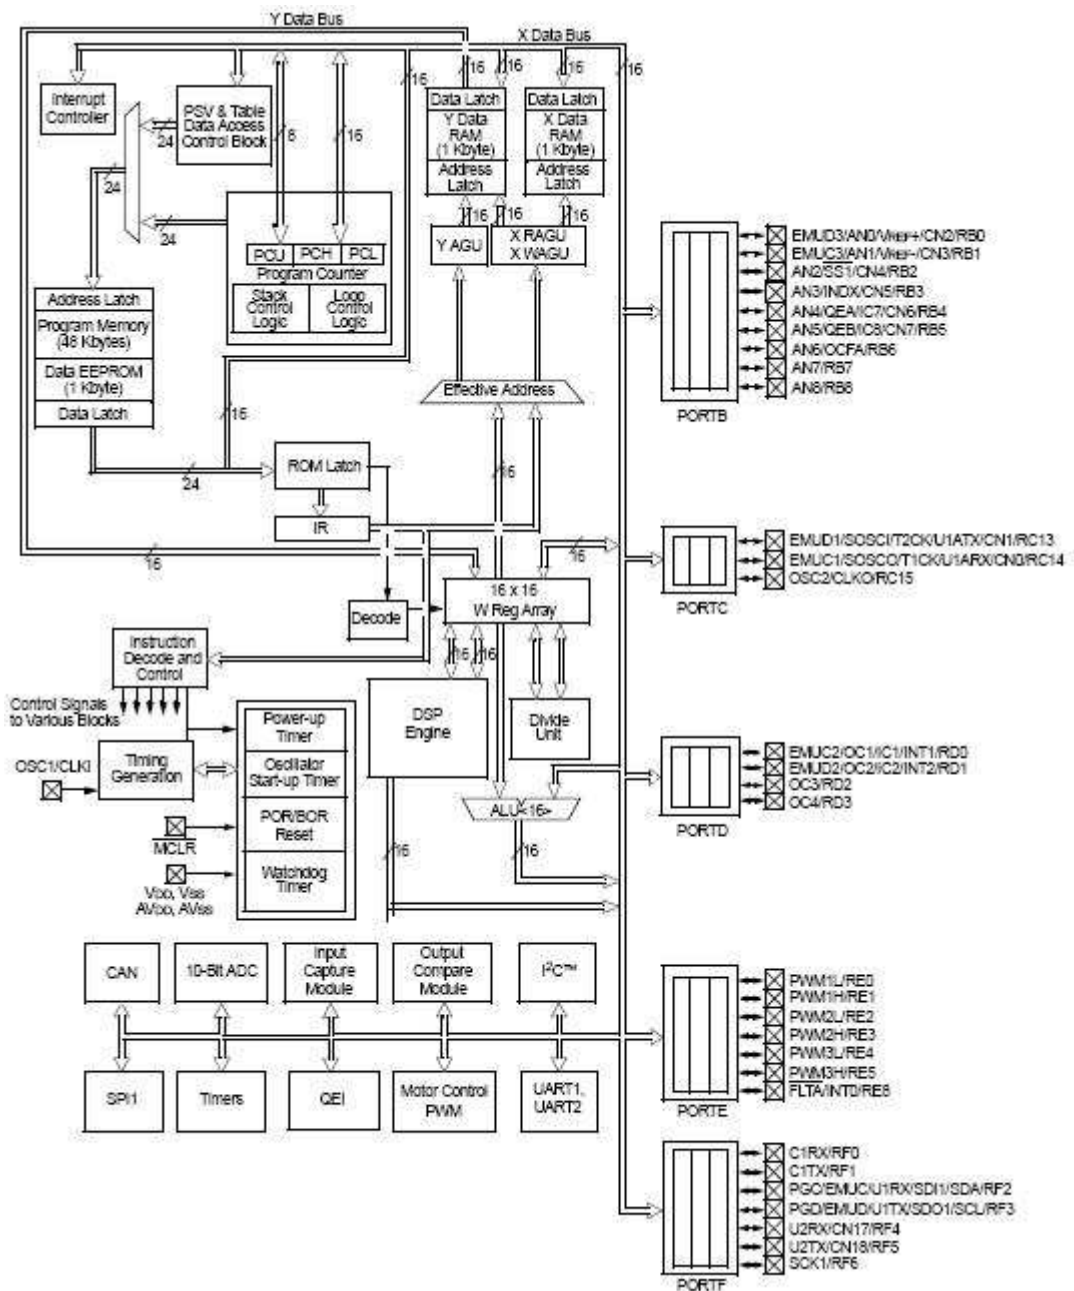 Y Data Bus
X Data Bus
16
16
16
16
16
Interrupt
Controller
PSV & Table
Data Access
Control Block
24
24
24
8
16
Data Latch
Y Data
RAM
(1 Kbyte)
Address
Latch
Data Latch
X Data
RAM
(1 Kbyte)
Address
Latch
16
16
16
Y AGU
X RAGU
X WAGU
PCU
PCH
PCL
Program Counter
Stack
Control
Logic
Loop
Control
Logic
Address Latch
Program Memory
(48 Kbytes)
Data EEPROM
(1 Kbyte)
Data Latch
16
Effective Address
24
ROM Latch
16
IR
16
16
16 x 16
W Reg Array
Decode
16
16
Instruction
Decode and
Control
Control Signals
to Various Blocks
OSC1/CLKI
Timing
Generation
Power-up
Timer
Oscillator
Start-up Timer
POR/BOR
Reset
Watchdog
Timer
MCLR
VDD, VSS
AVDD, AVSS
DSP
Engine
Divide
Unit
ALU<16>
16
16
CAN
10-Bit ADC
Input
Capture
Module
Output
Compare
Module
I²C™
SPI1
Timers
QEI
Motor Control
PWM
UART1,
UART2
EMUD3/AN0/VREF+/CN2/RB0
EMUC3/AN1/VREF-/CN3/RB1
AN2/SS1/CN4/RB2
AN3/INDX/CN5/RB3
AN4/QEA/IC7/CN6/RB4
AN5/QEB/IC8/CN7/RB5
AN6/OCFA/RB6
AN7/RB7
AN8/RB8
PORTB
EMUD1/SOSCI/T2CK/U1ATX/CN1/RC13
EMUC1/SOSCO/T1CK/U1ARX/CN0/RC14
OSC2/CLKO/RC15
PORTC
EMUC2/OC1/IC1/INT1/RD0
EMUD2/OC2/IC2/INT2/RD1
OC3/RD2
OC4/RD3
PORTD
PWM1L/RE0
PWM1H/RE1
PWM2L/RE2
PWM2H/RE3
PWM3L/RE4
PWM3H/RE5
FLTA/INT0/RE8
PORTE
C1RX/RF0
C1TX/RF1
PGC/EMUC/U1RX/SDI1/SDA/RF2
PGD/EMUD/U1TX/SDO1/SCL/RF3
U2RX/CN17/RF4
U2TX/CN18/RF5
SCK1/RF6
PORTF